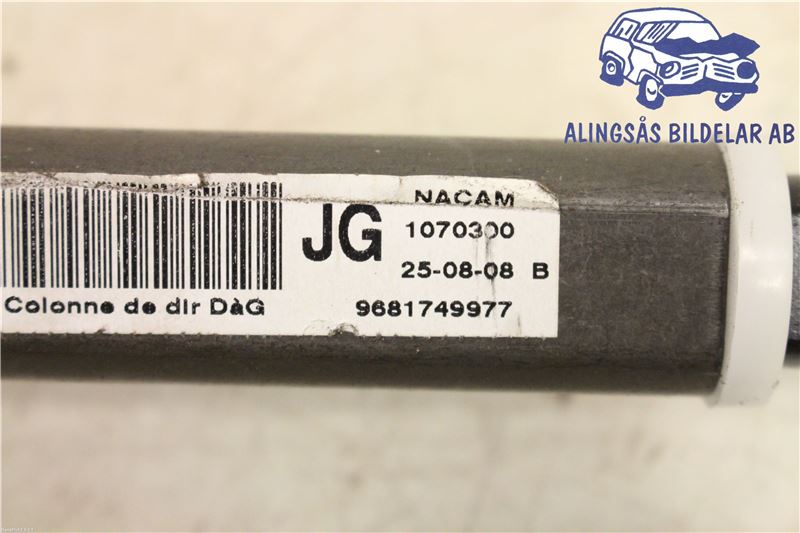 ALINGSÅS BILDELAR AB
NACAM
JG
1070300
25-08-08 B
Colonne de dir DàG
9681749977